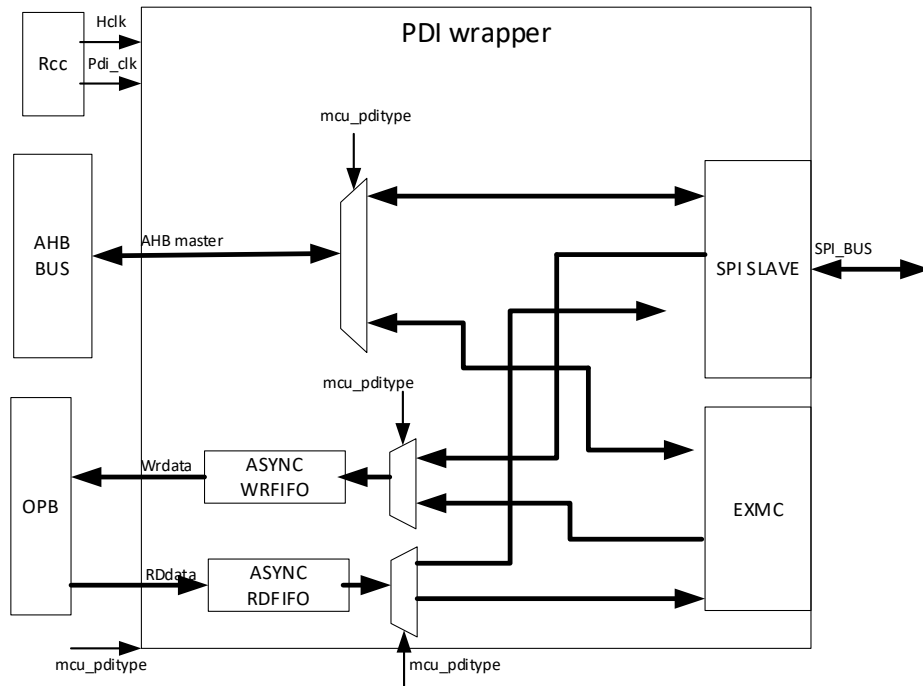 PDI wrapper
Hclk
Rcc
Pdi_clk
mcu_pditype
AHB
BUS
AHB master
SPI SLAVE
SPI_BUS
mcu_pditype
OPB
Wrdata
ASYNC
WRFIFO
EXMC
RDdata
ASYNC
RDFIFO
mcu_pditype
mcu_pditype